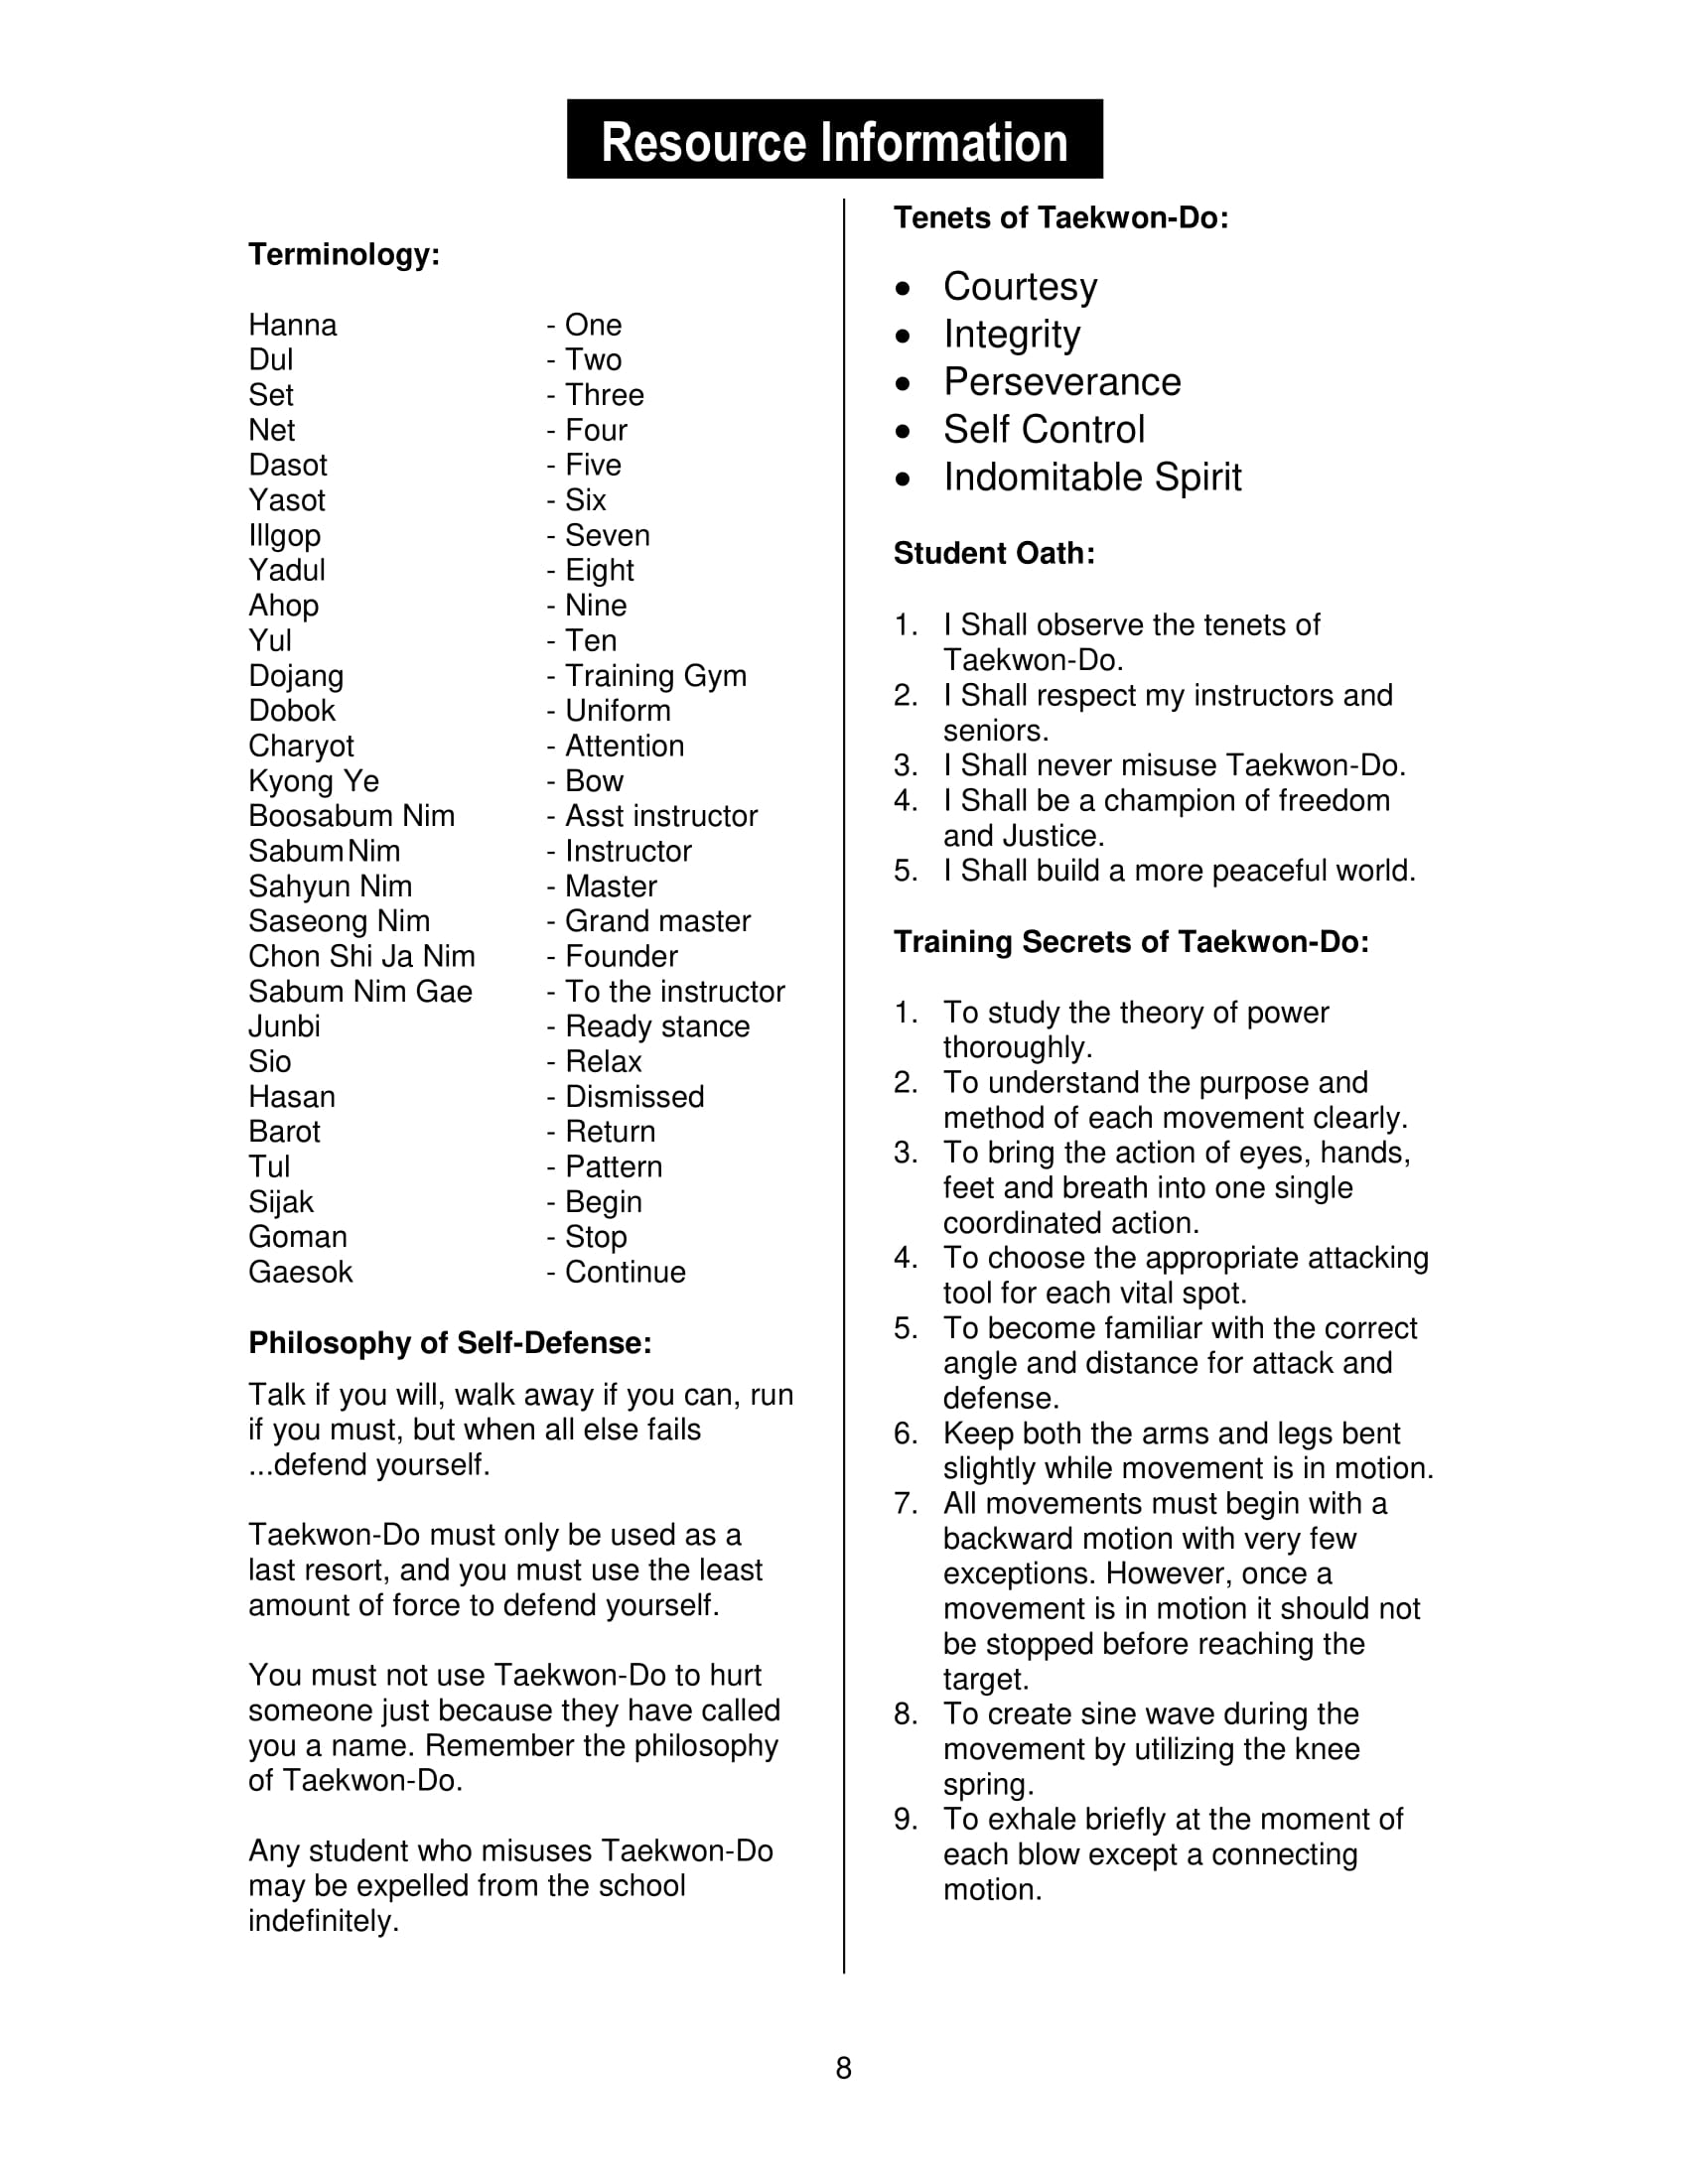 Resource Information
Terminology:
Hanna - One
Dul - Two
Set - Three
Net - Four
Dasot - Five
Yasot - Six
Illgop - Seven
Yadul - Eight
Ahop - Nine
Yul - Ten
Dojang - Training Gym
Dobok - Uniform
Charyot - Attention
Kyong Ye - Bow
Boosabum Nim - Asst instructor
Sabum Nim - Instructor
Sahyun Nim - Master
Saseong Nim - Grand master
Chon Shi Ja Nim - Founder
Sabum Nim Gae - To the instructor
Junbi - Ready stance
Sio - Relax
Hasan - Dismissed
Barot - Return
Tul - Pattern
Sijak - Begin
Goman - Stop
Gaesok - Continue
Philosophy of Self-Defense:
Talk if you will, walk away if you can, run
if you must, but when all else fails
...defend yourself.
Taekwon-Do must only be used as a
last resort, and you must use the least
amount of force to defend yourself.
You must not use Taekwon-Do to hurt
someone just because they have called
you a name. Remember the philosophy
of Taekwon-Do.
Any student who misuses Taekwon-Do
may be expelled from the school
indefinitely.
Tenets of Taekwon-Do:
• Courtesy
• Integrity
• Perseverance
• Self Control
• Indomitable Spirit
Student Oath:
1. I Shall observe the tenets of
Taekwon-Do.
2. I Shall respect my instructors and
seniors.
3. I Shall never misuse Taekwon-Do.
4. I Shall be a champion of freedom
and Justice.
5. I Shall build a more peaceful world.
Training Secrets of Taekwon-Do:
1. To study the theory of power
thoroughly.
2. To understand the purpose and
method of each movement clearly.
3. To bring the action of eyes, hands,
feet and breath into one single
coordinated action.
4. To choose the appropriate attacking
tool for each vital spot.
5. To become familiar with the correct
angle and distance for attack and
defense.
6. Keep both the arms and legs bent
slightly while movement is in motion.
7. All movements must begin with a
backward motion with very few
exceptions. However, once a
movement is in motion it should not
be stopped before reaching the
target.
8. To create sine wave during the
movement by utilizing the knee
spring.
9. To exhale briefly at the moment of
each blow except a connecting
motion.
8